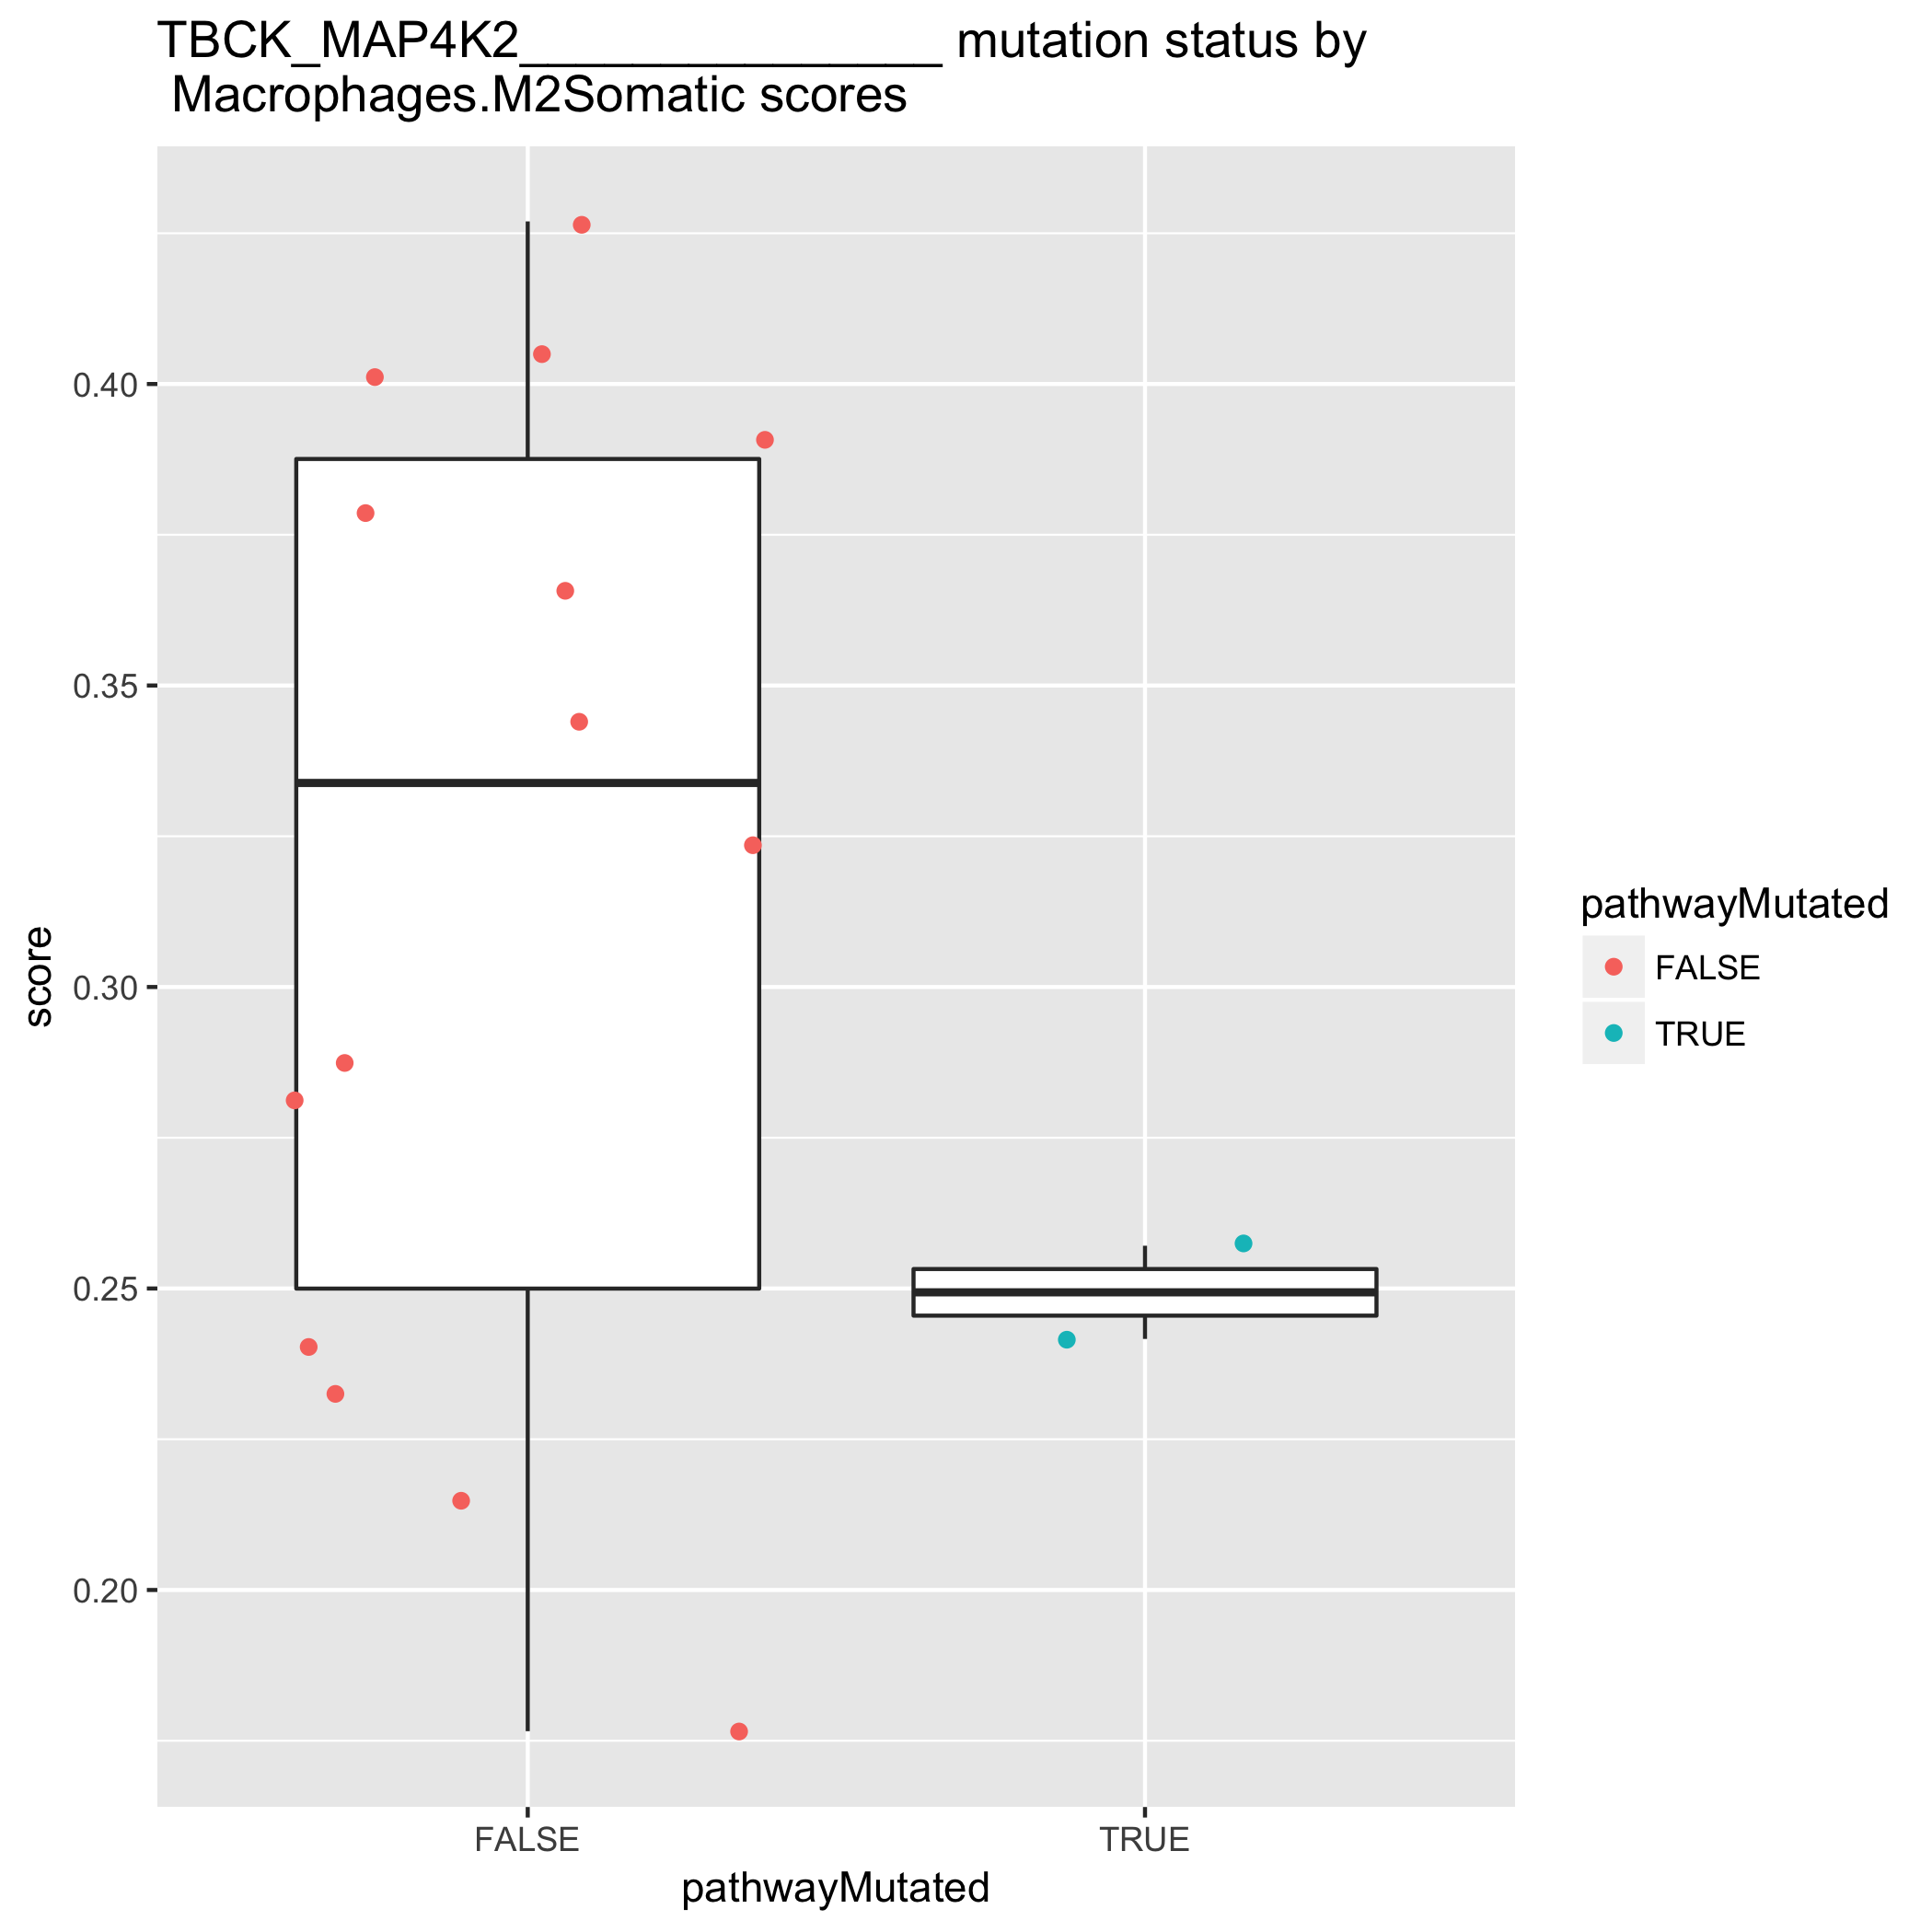 TBCK_MAP4K2_______________ mutation status by
Macrophages.M2Somatic scores
0.40
0.35
0.30
0.25
0.20
score
FALSE
TRUE
pathwayMutated
pathwayMutated
FALSE
TRUE